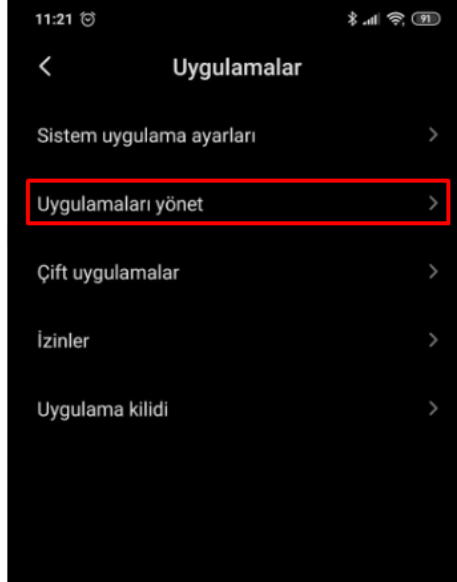 11:21
91
Uygulamalar
Sistem uygulama ayarları
Uygulamaları yönet
Çift uygulamalar
İzinler
Uygulama kilidi